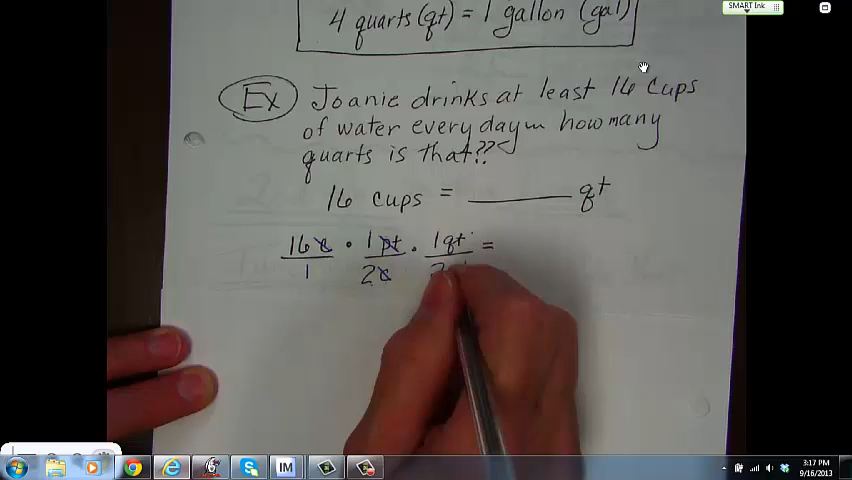 SMART Ink
4 quarts (qt) = 1 gallon (gal)
Ex Joanie drinks at least 16 cups
of water every day... how many
quarts is that??
16 cups = ______ qt
16c/1 · 1pt/2c · 1qt/2 =
IM
3:17 PM
9/16/2013